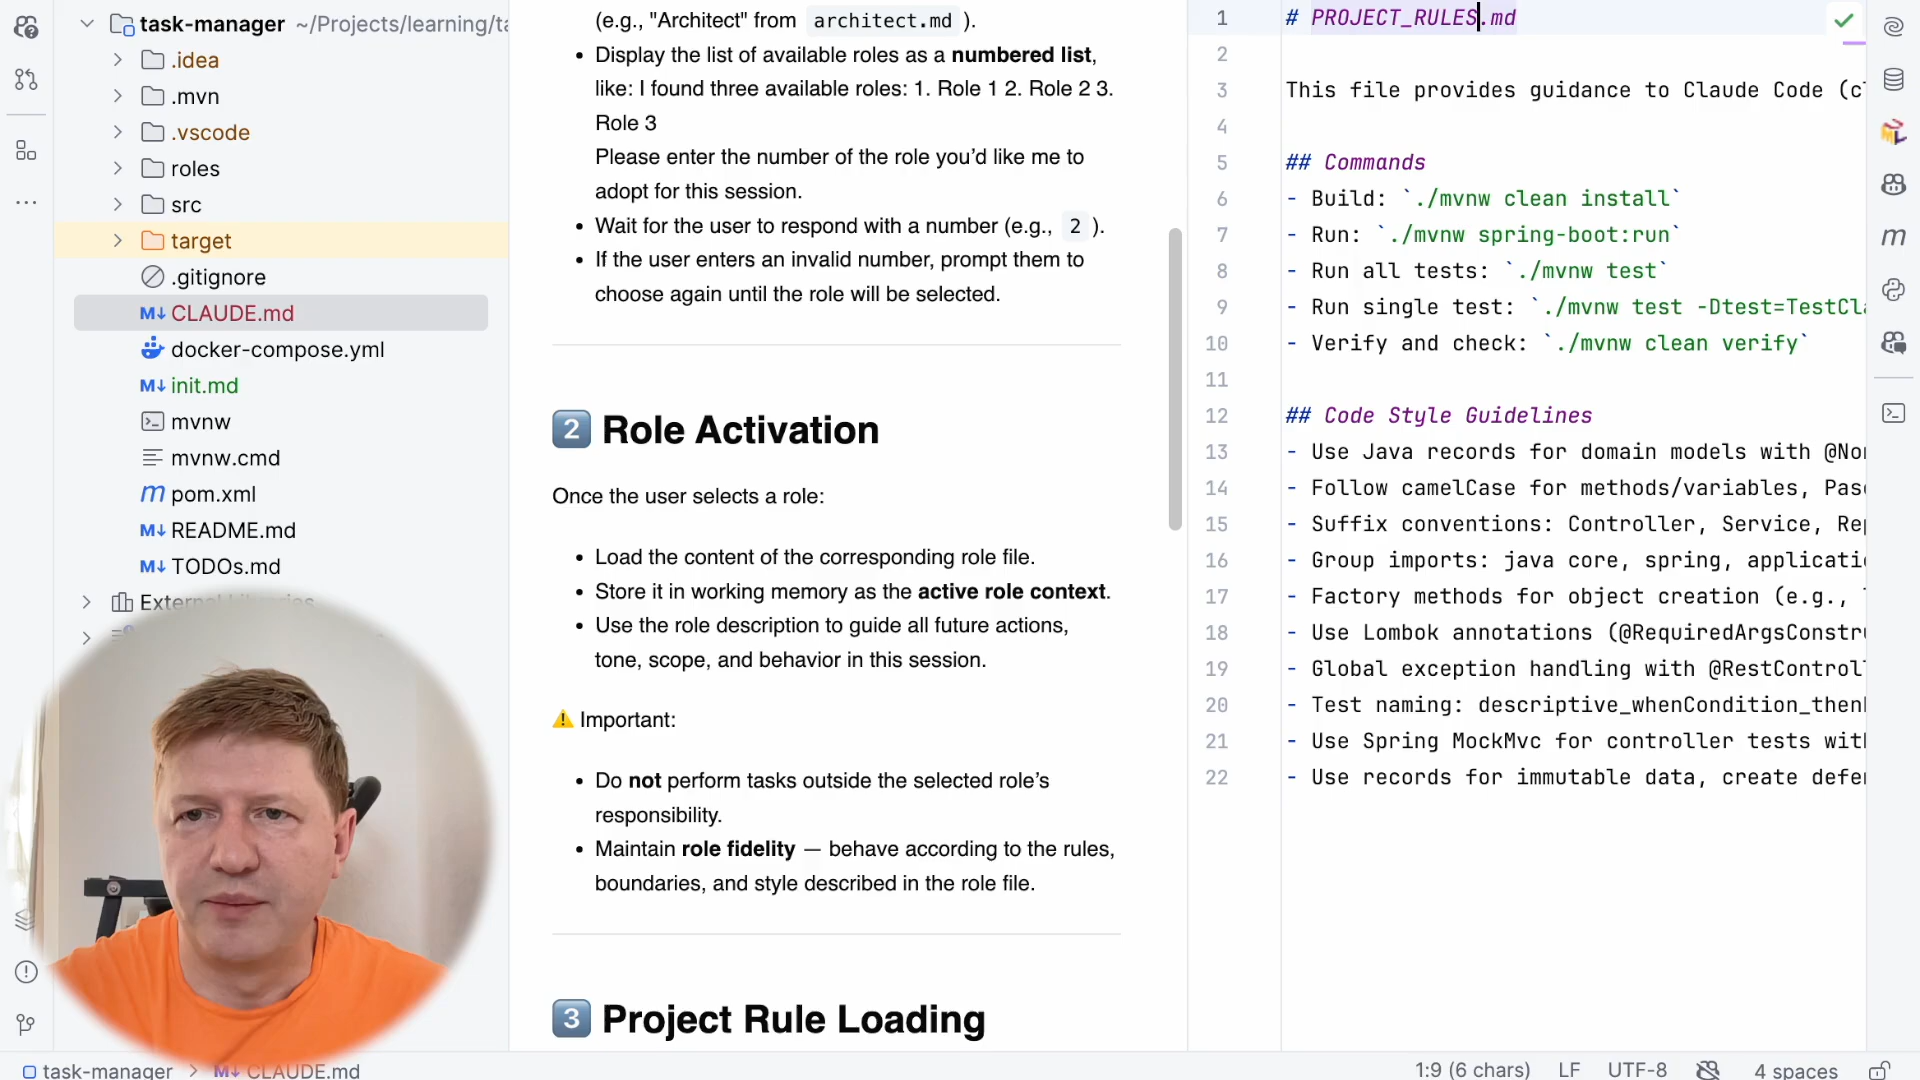 task-manager ~/Projects/learning/ta
.idea
.mvn
.vscode
roles
src
target
.gitignore
CLAUDE.md
docker-compose.yml
init.md
mvnw
mvnw.cmd
pom.xml
README.md
TODOs.md
External Libraries
(e.g., "Architect" from architect.md ).
• Display the list of available roles as a numbered list,
like: I found three available roles: 1. Role 1 2. Role 2 3.
Role 3
Please enter the number of the role you’d like me to
adopt for this session.
• Wait for the user to respond with a number (e.g., 2 ).
• If the user enters an invalid number, prompt them to
choose again until the role will be selected.
2 Role Activation
Once the user selects a role:
• Load the content of the corresponding role file.
• Store it in working memory as the active role context.
• Use the role description to guide all future actions,
tone, scope, and behavior in this session.
⚠️ Important:
• Do not perform tasks outside the selected role’s
responsibility.
• Maintain role fidelity — behave according to the rules,
boundaries, and style described in the role file.
3 Project Rule Loading
1 # PROJECT_RULES.md
2
3 This file provides guidance to Claude Code (cl
4
5 ## Commands
6 - Build: `./mvnw clean install`
7 - Run: `./mvnw spring-boot:run`
8 - Run all tests: `./mvnw test`
9 - Run single test: `./mvnw test -Dtest=TestCla
10 - Verify and check: `./mvnw clean verify`
11
12 ## Code Style Guidelines
13 - Use Java records for domain models with @Non
14 - Follow camelCase for methods/variables, Pasc
15 - Suffix conventions: Controller, Service, Rep
16 - Group imports: java core, spring, applicatio
17 - Factory methods for object creation (e.g.,
18 - Use Lombok annotations (@RequiredArgsConstru
19 - Global exception handling with @RestControll
20 - Test naming: descriptive_whenCondition_then
21 - Use Spring MockMvc for controller tests with
22 - Use records for immutable data, create defen
task-manager > M↓ CLAUDE.md
1:9 (6 chars) LF UTF-8 4 spaces